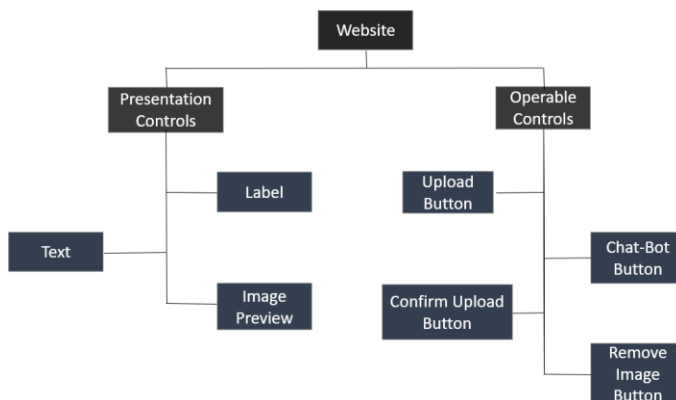 Website
Presentation
Controls
Operable
Controls
Label
Upload
Button
Text
Chat-Bot
Button
Image
Preview
Confirm Upload
Button
Remove
Image
Button